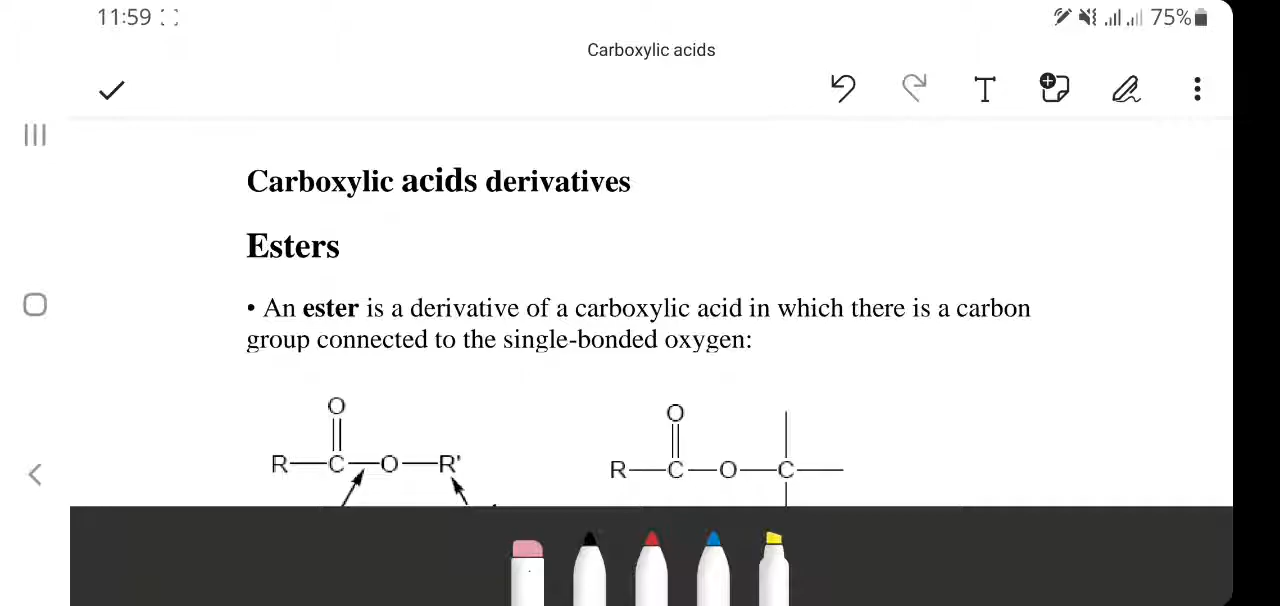 11:59
75%
Carboxylic acids
T
Carboxylic acids derivatives
Esters
• An ester is a derivative of a carboxylic acid in which there is a carbon
group connected to the single-bonded oxygen:
O O
R C O R' R C O C